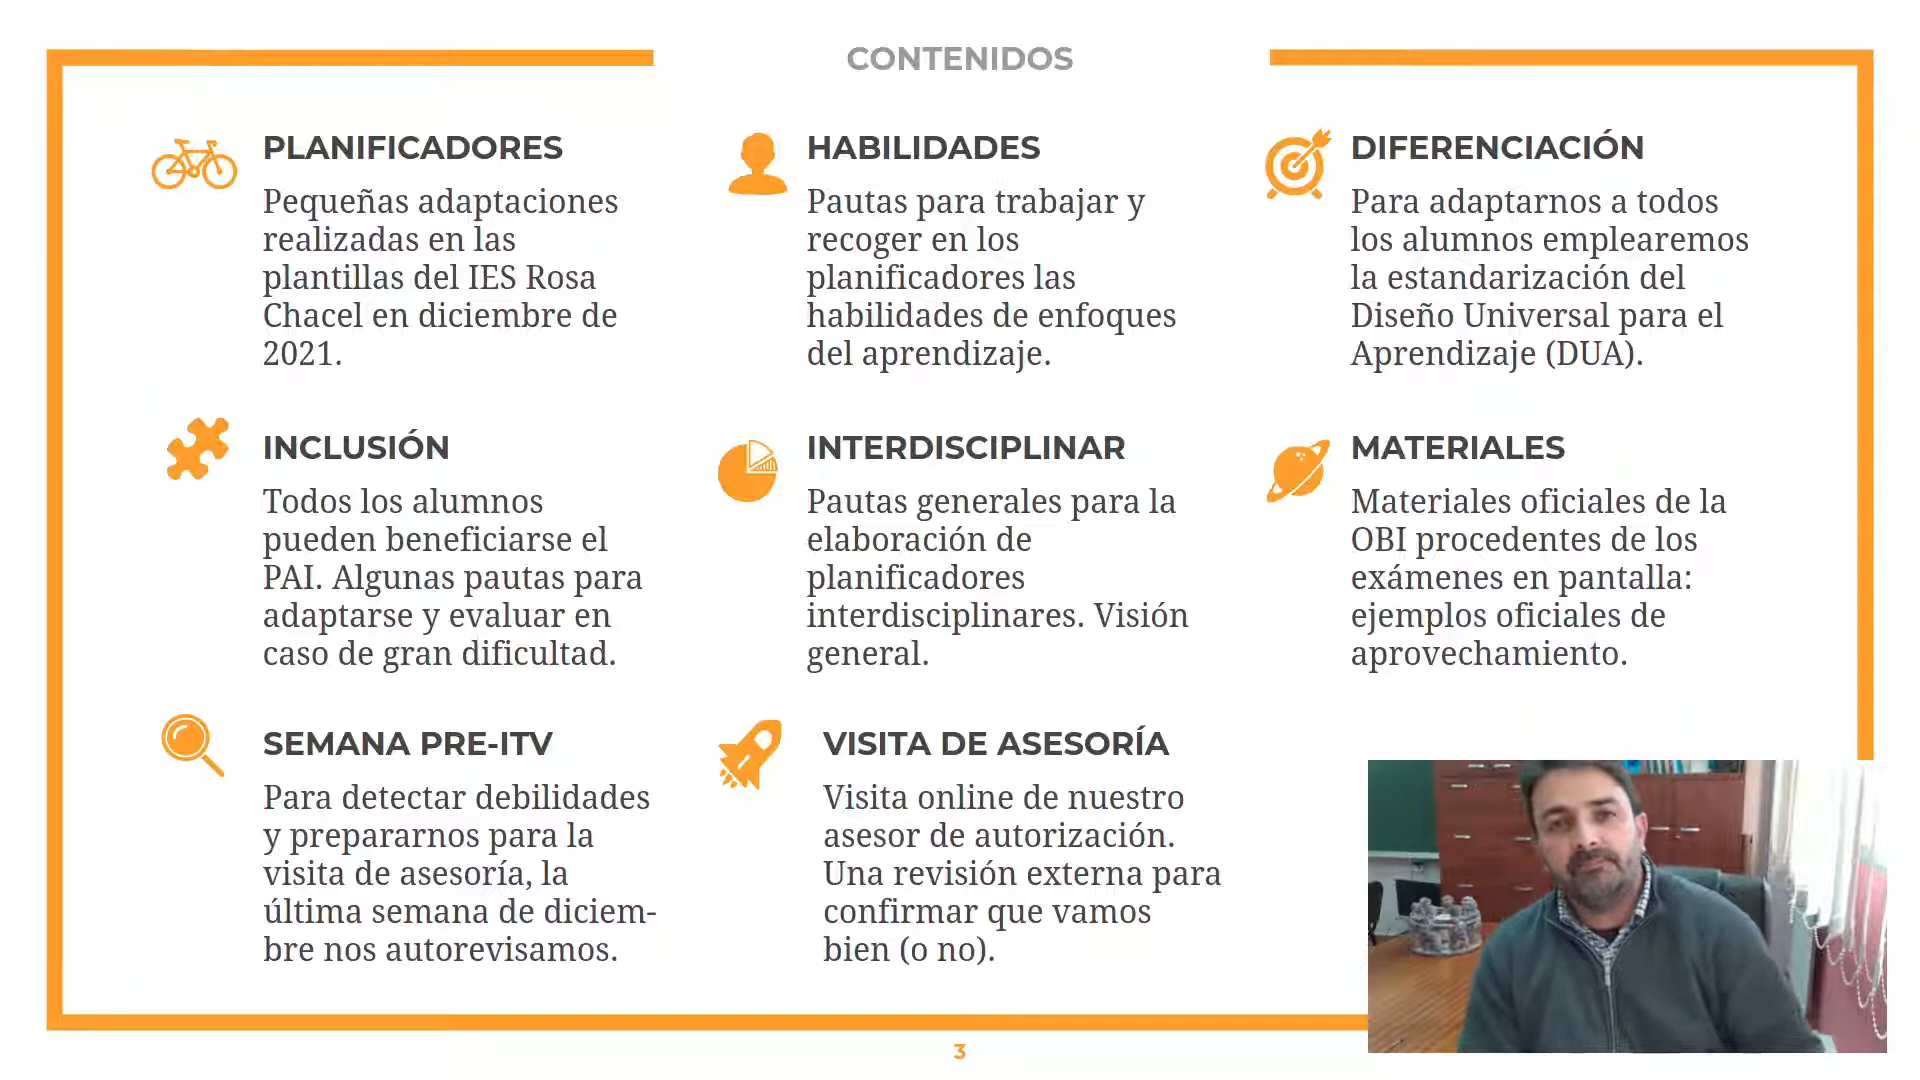 CONTENIDOS
PLANIFICADORES
Pequeñas adaptaciones
realizadas en las
plantillas del IES Rosa
Chacel en diciembre de
2021.
HABILIDADES
Pautas para trabajar y
recoger en los
planificadores las
habilidades de enfoques
del aprendizaje.
DIFERENCIACIÓN
Para adaptarnos a todos
los alumnos emplearemos
la estandarización del
Diseño Universal para el
Aprendizaje (DUA).
INCLUSIÓN
Todos los alumnos
pueden beneficiarse el
PAI. Algunas pautas para
adaptarse y evaluar en
caso de gran dificultad.
INTERDISCIPLINAR
Pautas generales para la
elaboración de
planificadores
interdisciplinares. Visión
general.
MATERIALES
Materiales oficiales de la
OBI procedentes de los
exámenes en pantalla:
ejemplos oficiales de
aprovechamiento.
SEMANA PRE-ITV
Para detectar debilidades
y prepararnos para la
visita de asesoría, la
última semana de diciem-
bre nos autorevisamos.
VISITA DE ASESORÍA
Visita online de nuestro
asesor de autorización.
Una revisión externa para
confirmar que vamos
bien (o no).
3